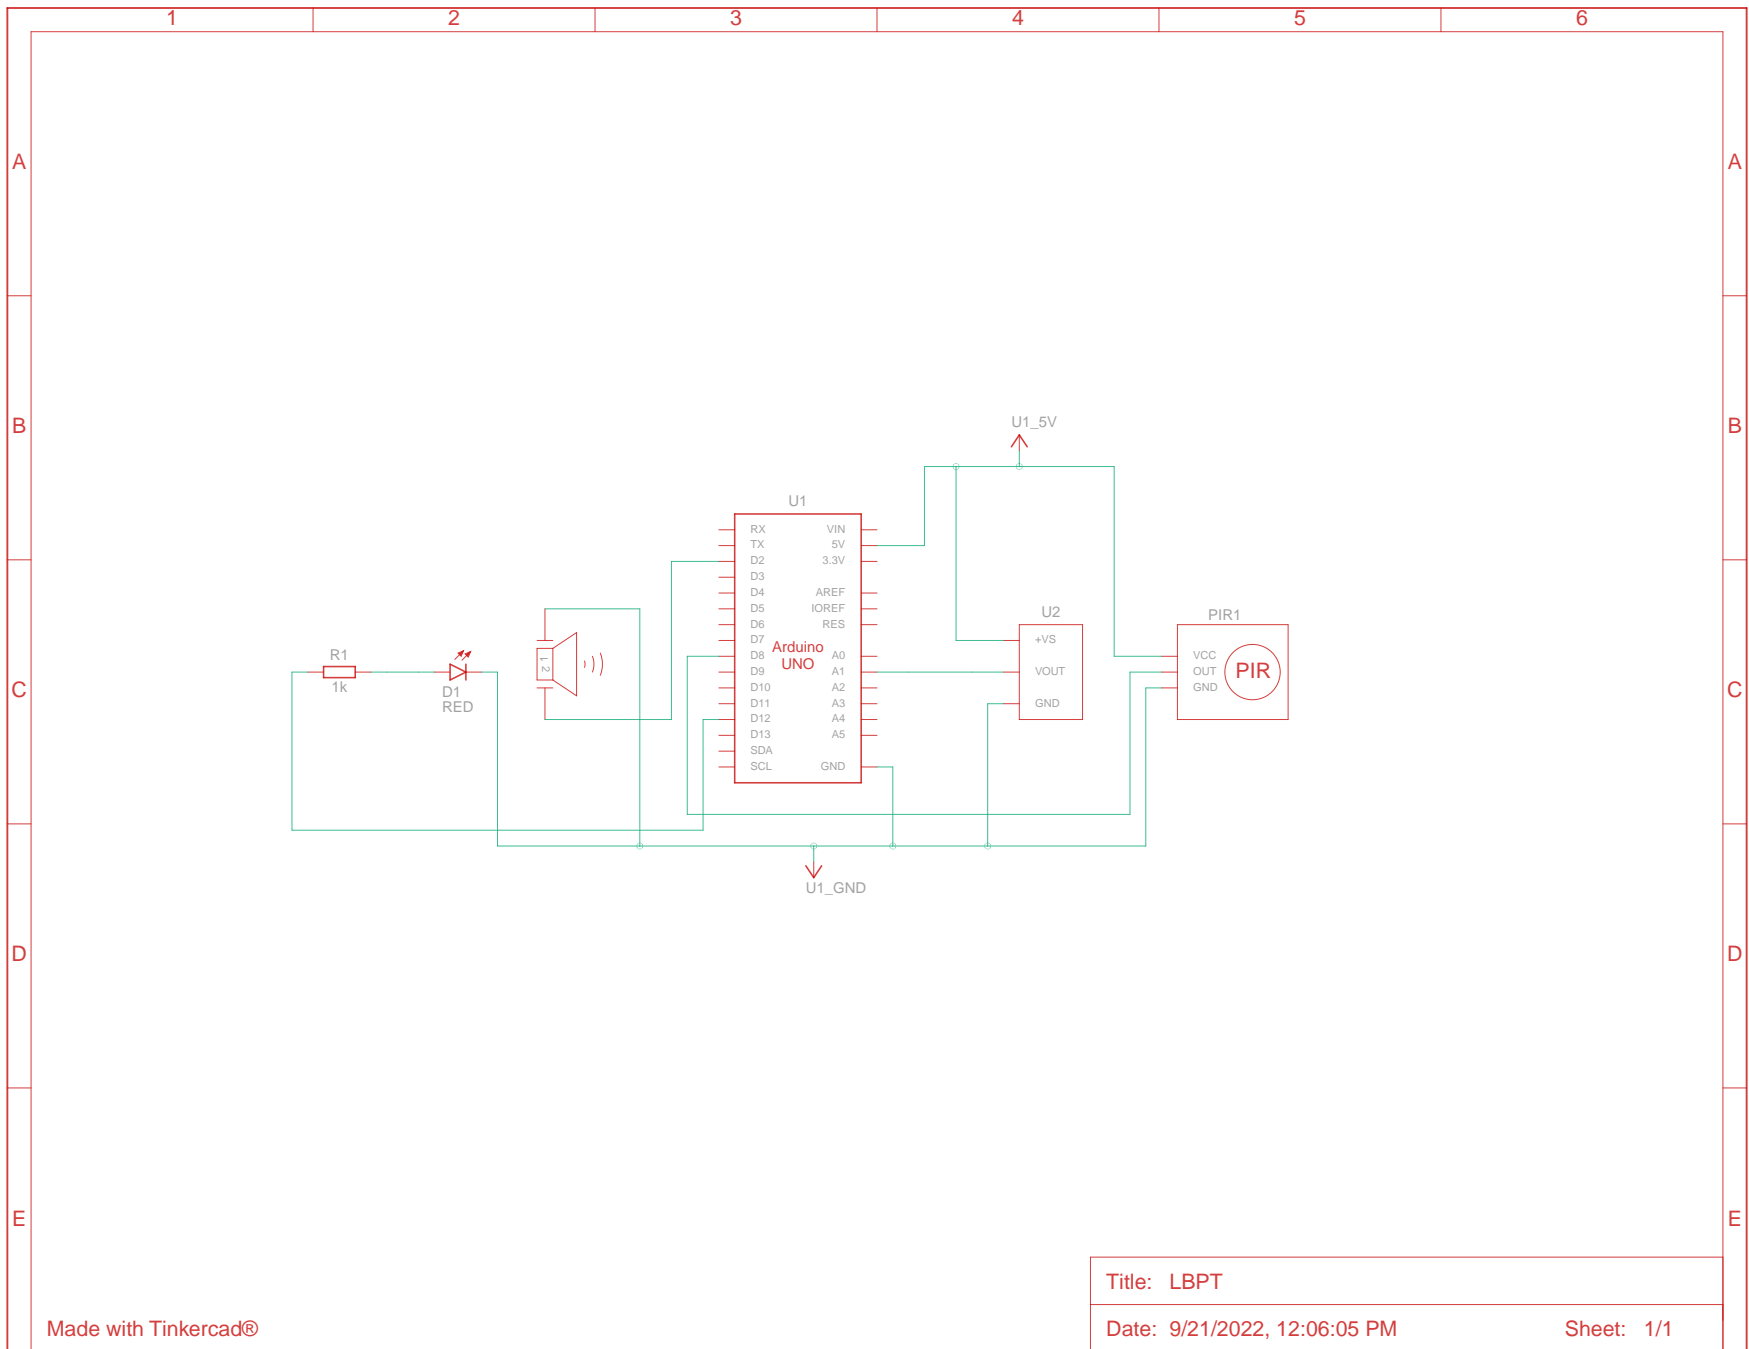 1 2 3 4 5 6
A A
B B
U1_5V
U1
RX VIN
TX 5V
D2 3.3V
D3
D4 AREF
D5 IOREF
D6 RES
D7
Arduino
UNO
D8 A0
D9 A1
D10 A2
D11 A3
D12 A4
D13 A5
SDA
SCL GND
U2
+VS
VOUT
GND
PIR1
VCC
OUT
GND
PIR
R1
1k
D1
RED
1 2
C C
U1_GND
D D
E E
Title: LBPT
Made with Tinkercad®
Date: 9/21/2022, 12:06:05 PM Sheet: 1/1